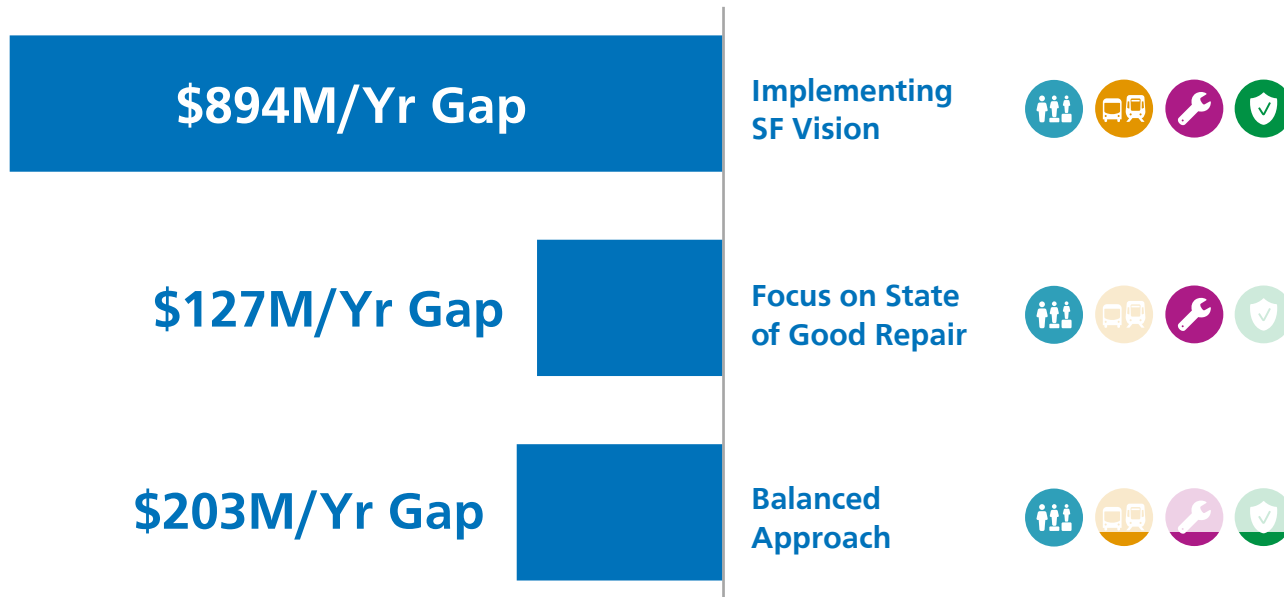 $894M/Yr Gap
Implementing
SF Vision
$127M/Yr Gap
Focus on State
of Good Repair
$203M/Yr Gap
Balanced
Approach